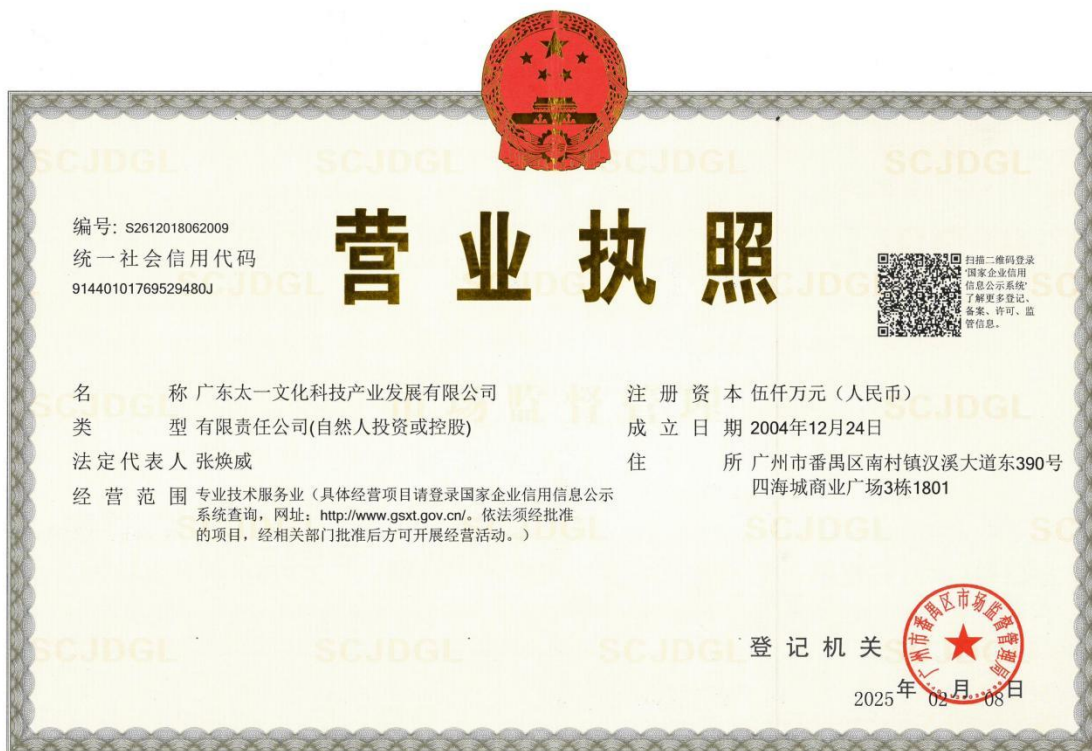 编号: S2612018062009
统一社会信用代码
91440101769529480J
营业执照
扫描二维码登录
'国家企业信用
信息公示系统'
了解更多登记、
备案、许可、监
管信息。
名称 广东太一文化科技产业发展有限公司
类型 有限责任公司(自然人投资或控股)
法定代表人 张焕威
经营范围 专业技术服务业（具体经营项目请登录国家企业信用信息公示
系统查询，网址：http://www.gsxt.gov.cn/。依法须经批准
的项目，经相关部门批准后方可开展经营活动。）
注册资本 伍仟万元（人民币）
成立日期 2004年12月24日
住所 广州市番禺区南村镇汉溪大道东390号
四海城商业广场3栋1801
登记机关
广州市番禺区市场监督管理局
2025年02月08日
SCJDGL
市场监督管理